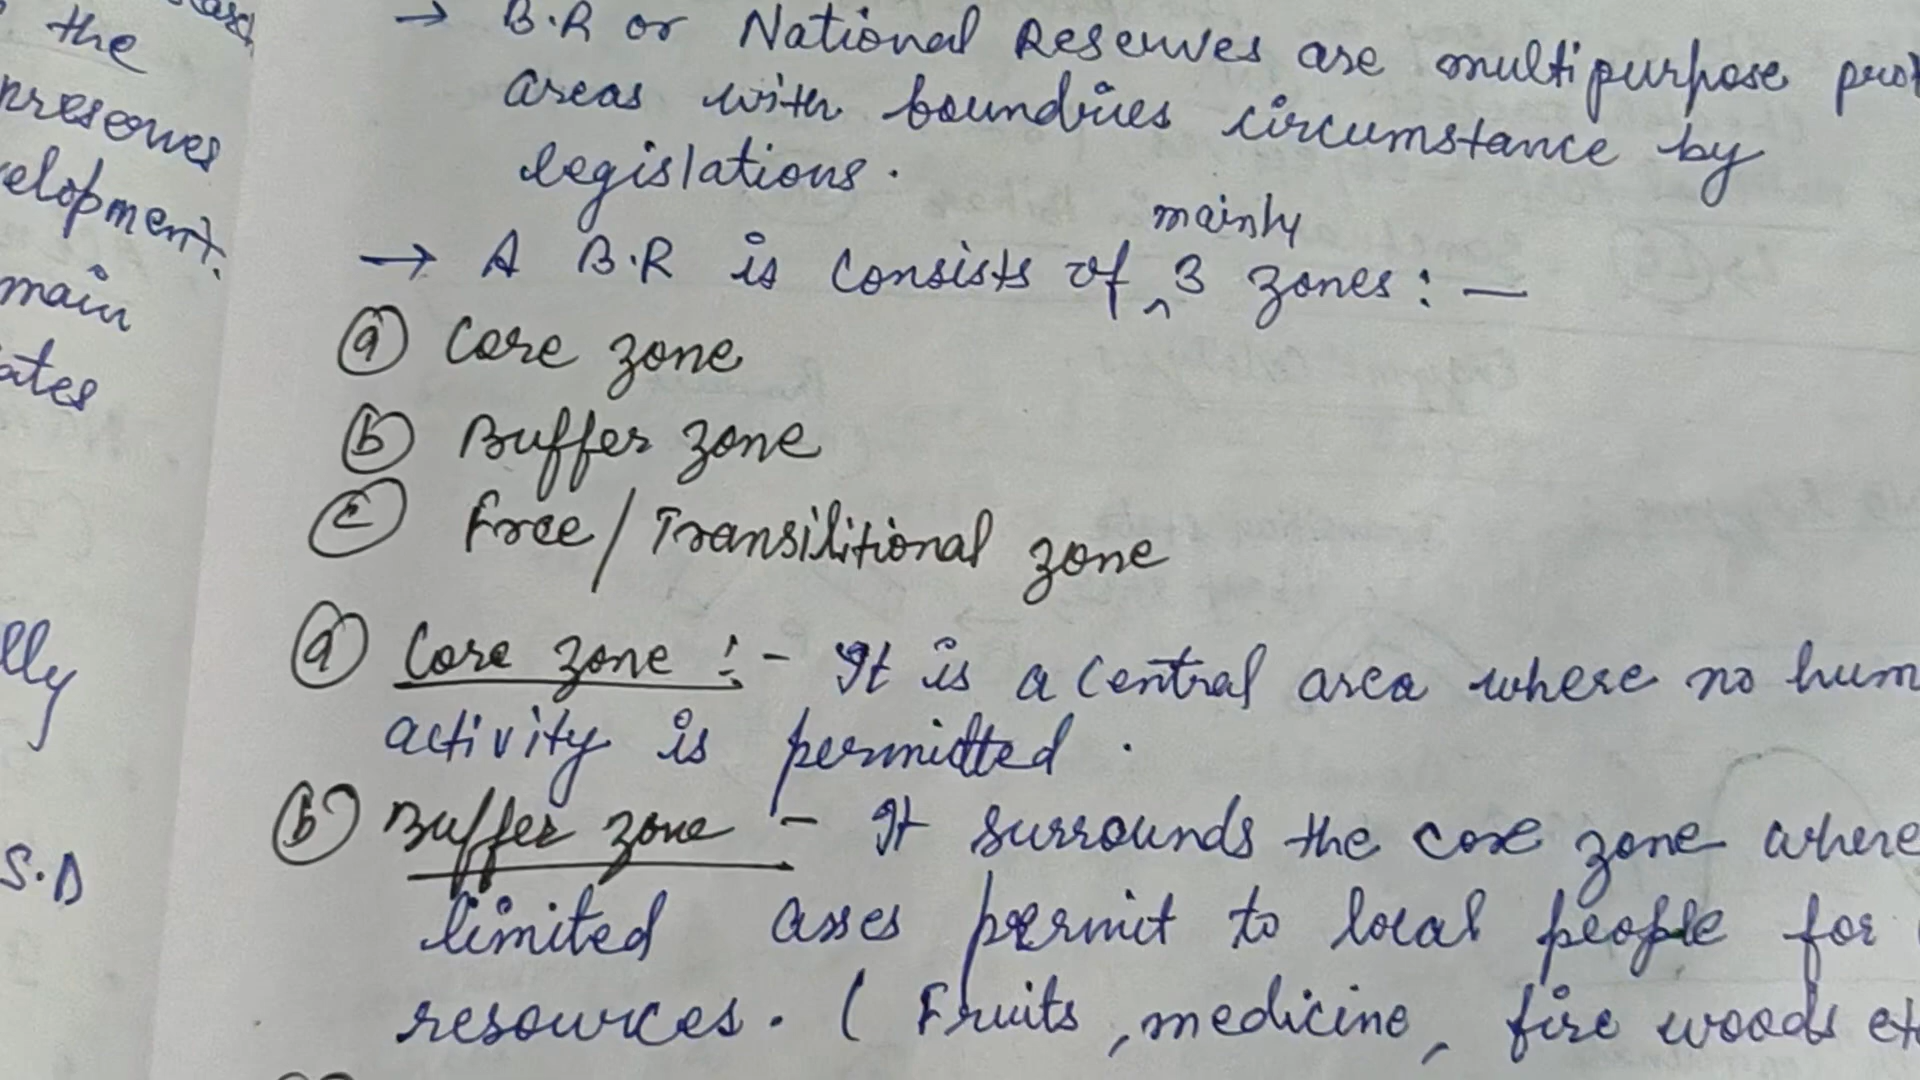 the
preserves
elopment.
main
ates
lly
S.D
→ B.R or National Reserves are multipurpose prot
areas with boundries circumstance by
legislations.
→ A B.R is consists of ^ mainly 3 zones : —
(a) Core zone
(b) Buffer zone
(c) Free / Transilitional zone
(a) Core zone :- It is a central area where no hum
activity is permitted .
(b) Buffer zone - It surrounds the core zone where
limited asses permit to local people for
resources. ( Fruits , medicine, fire woods etc